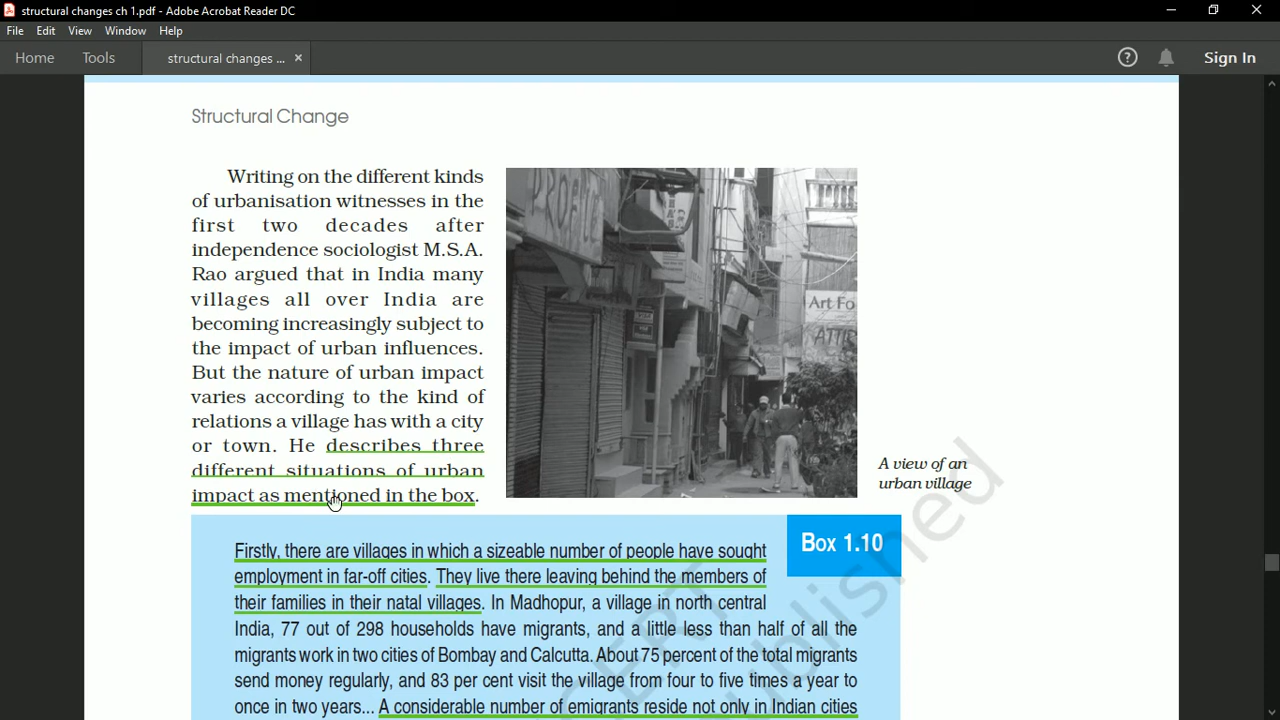 structural changes ch 1.pdf - Adobe Acrobat Reader DC
File Edit View Window Help
Home Tools structural changes ... × Sign In
Structural Change
Writing on the different kinds
of urbanisation witnesses in the
first two decades after
independence sociologist M.S.A.
Rao argued that in India many
villages all over India are
becoming increasingly subject to
the impact of urban influences.
But the nature of urban impact
varies according to the kind of
relations a village has with a city
or town. He describes three
different situations of urban
impact as mentioned in the box.
Art Fo
A view of an
urban village
Box 1.10
Firstly, there are villages in which a sizeable number of people have sought
employment in far-off cities. They live there leaving behind the members of
their families in their natal villages. In Madhopur, a village in north central
India, 77 out of 298 households have migrants, and a little less than half of all the
migrants work in two cities of Bombay and Calcutta. About 75 percent of the total migrants
send money regularly, and 83 per cent visit the village from four to five times a year to
once in two years... A considerable number of emigrants reside not only in Indian cities